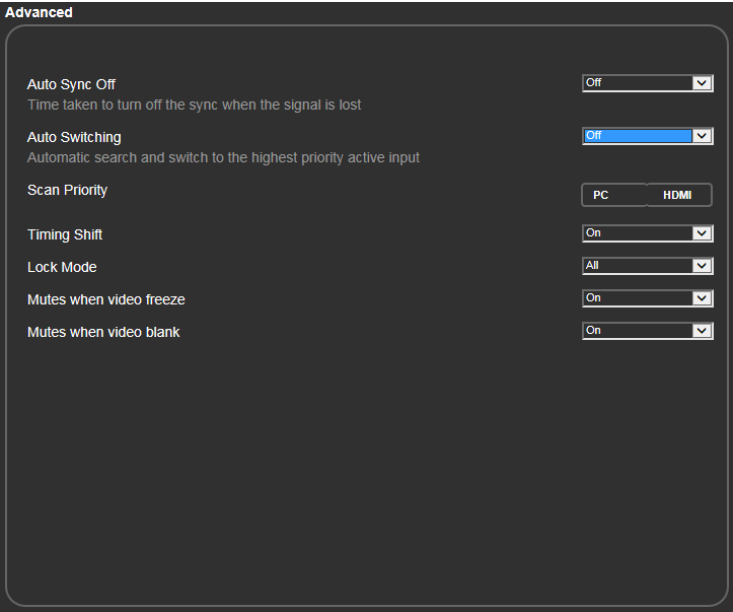 Advanced
Auto Sync Off Off
Time taken to turn off the sync when the signal is lost
Auto Switching Off
Automatic search and switch to the highest priority active input
Scan Priority PC HDMI
Timing Shift On
Lock Mode All
Mutes when video freeze On
Mutes when video blank On